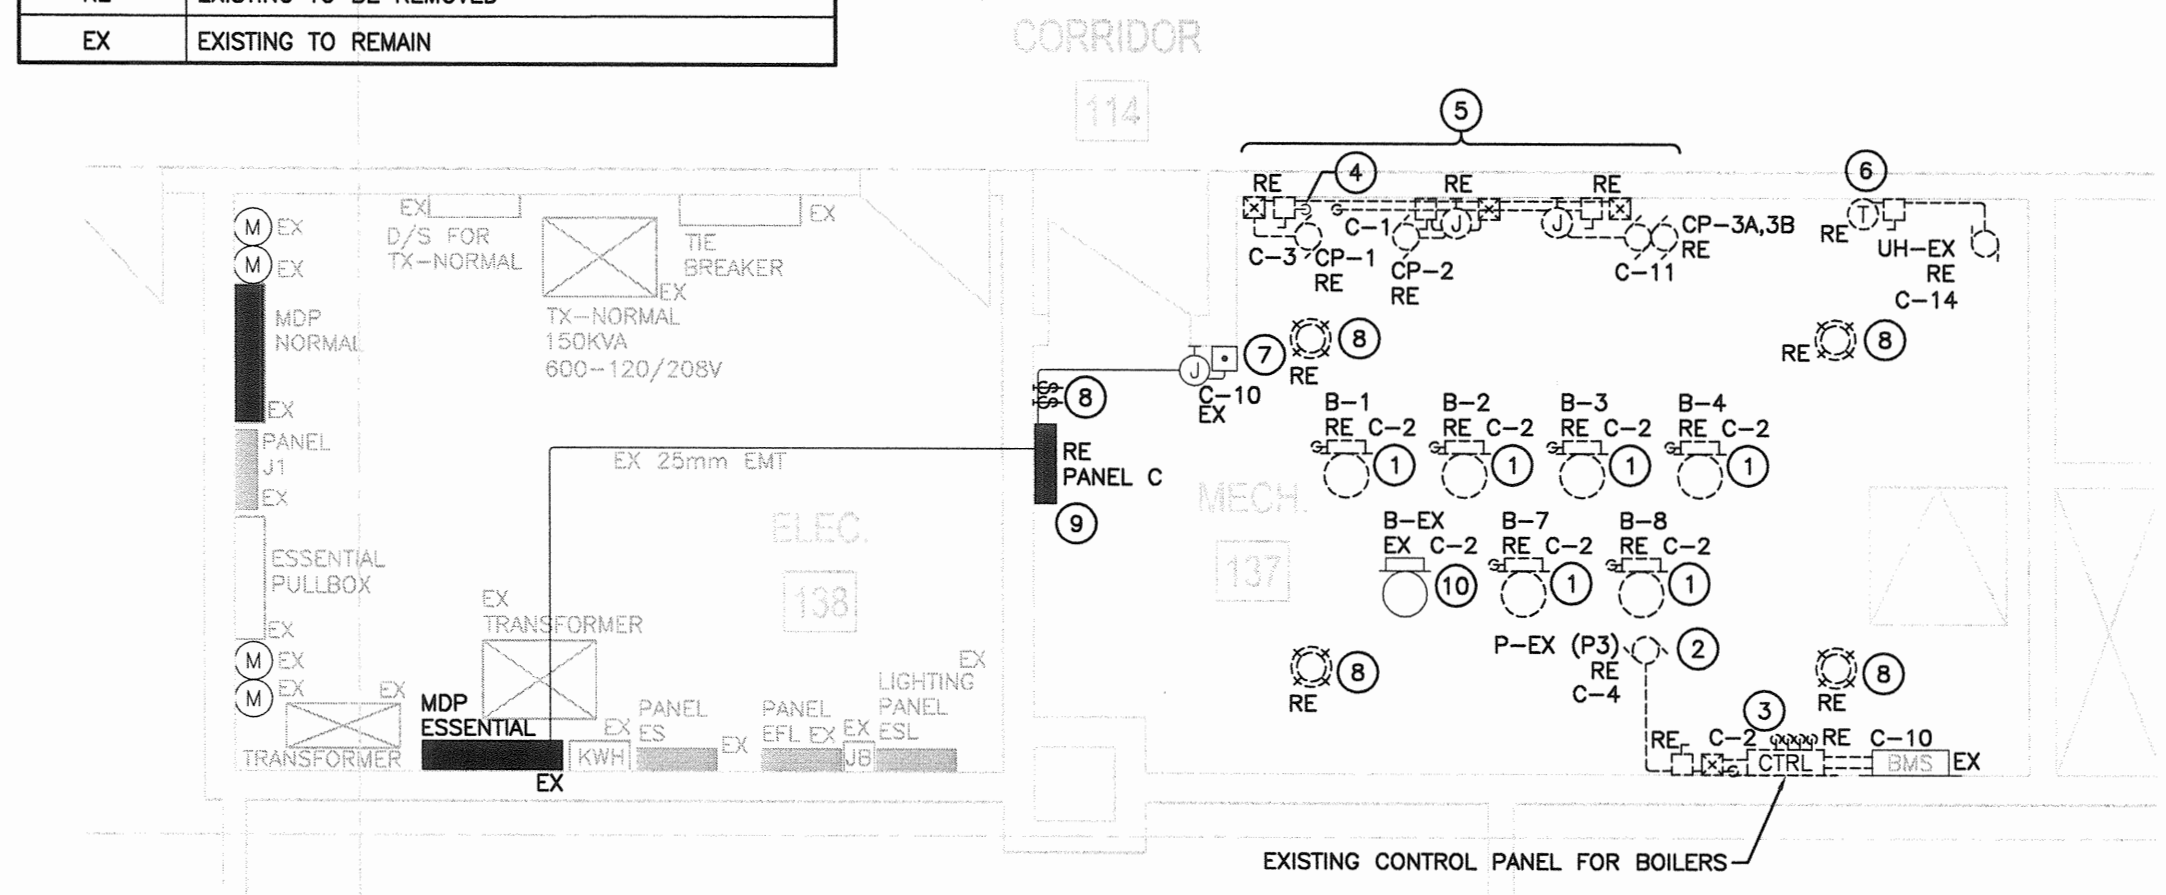 RE EXISTING TO BE REMOVED
EX EXISTING TO REMAIN
CORRIDOR
114
5
4
6
RE
RE
RE
T
RE
UH-EX
RE
C-14
C-1
J
J
CP-3A,3B
RE
C-3
CP-1
RE
CP-2
RE
C-11
M EX
M EX
EX
D/S FOR
TX-NORMAL
EX
TIE
BREAKER
EX
TX-NORMAL
150KVA
600-120/208V
MDP
NORMAL
EX
PANEL
J1
EX
ESSENTIAL
PULLBOX
EX
M EX
M EX
EX
TRANSFORMER
EX
TRANSFORMER
MDP
ESSENTIAL
EX
EX
KWH
PANEL
ES
EX
PANEL
EFL EX
EX
JB
EX
LIGHTING
PANEL
ESL
EX 25mm EMT
ELEC.
138
8
RE
PANEL C
9
J
7
C-10
EX
MECH.
137
8
RE
RE
8
B-1
RE C-2
1
B-2
RE C-2
1
B-3
RE C-2
1
B-4
RE C-2
1
B-EX
EX C-2
10
B-7
RE C-2
1
B-8
RE C-2
1
P-EX (P3)
RE
C-4
2
8
RE
8
RE
3
RE
C-2
RE
C-10
CTRL
BMS
EX
EXISTING CONTROL PANEL FOR BOILERS